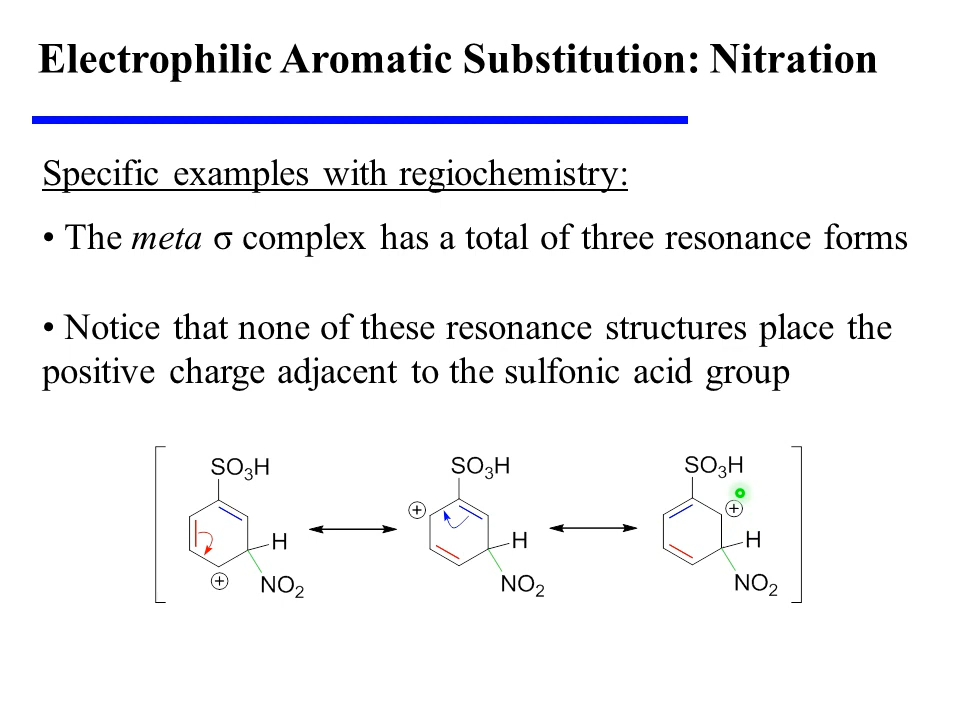 Electrophilic Aromatic Substitution: Nitration
Specific examples with regiochemistry:
• The meta σ complex has a total of three resonance forms
• Notice that none of these resonance structures place the
positive charge adjacent to the sulfonic acid group
SO₃H SO₃H SO₃H
+ +
H H H
+
NO₂ NO₂ NO₂